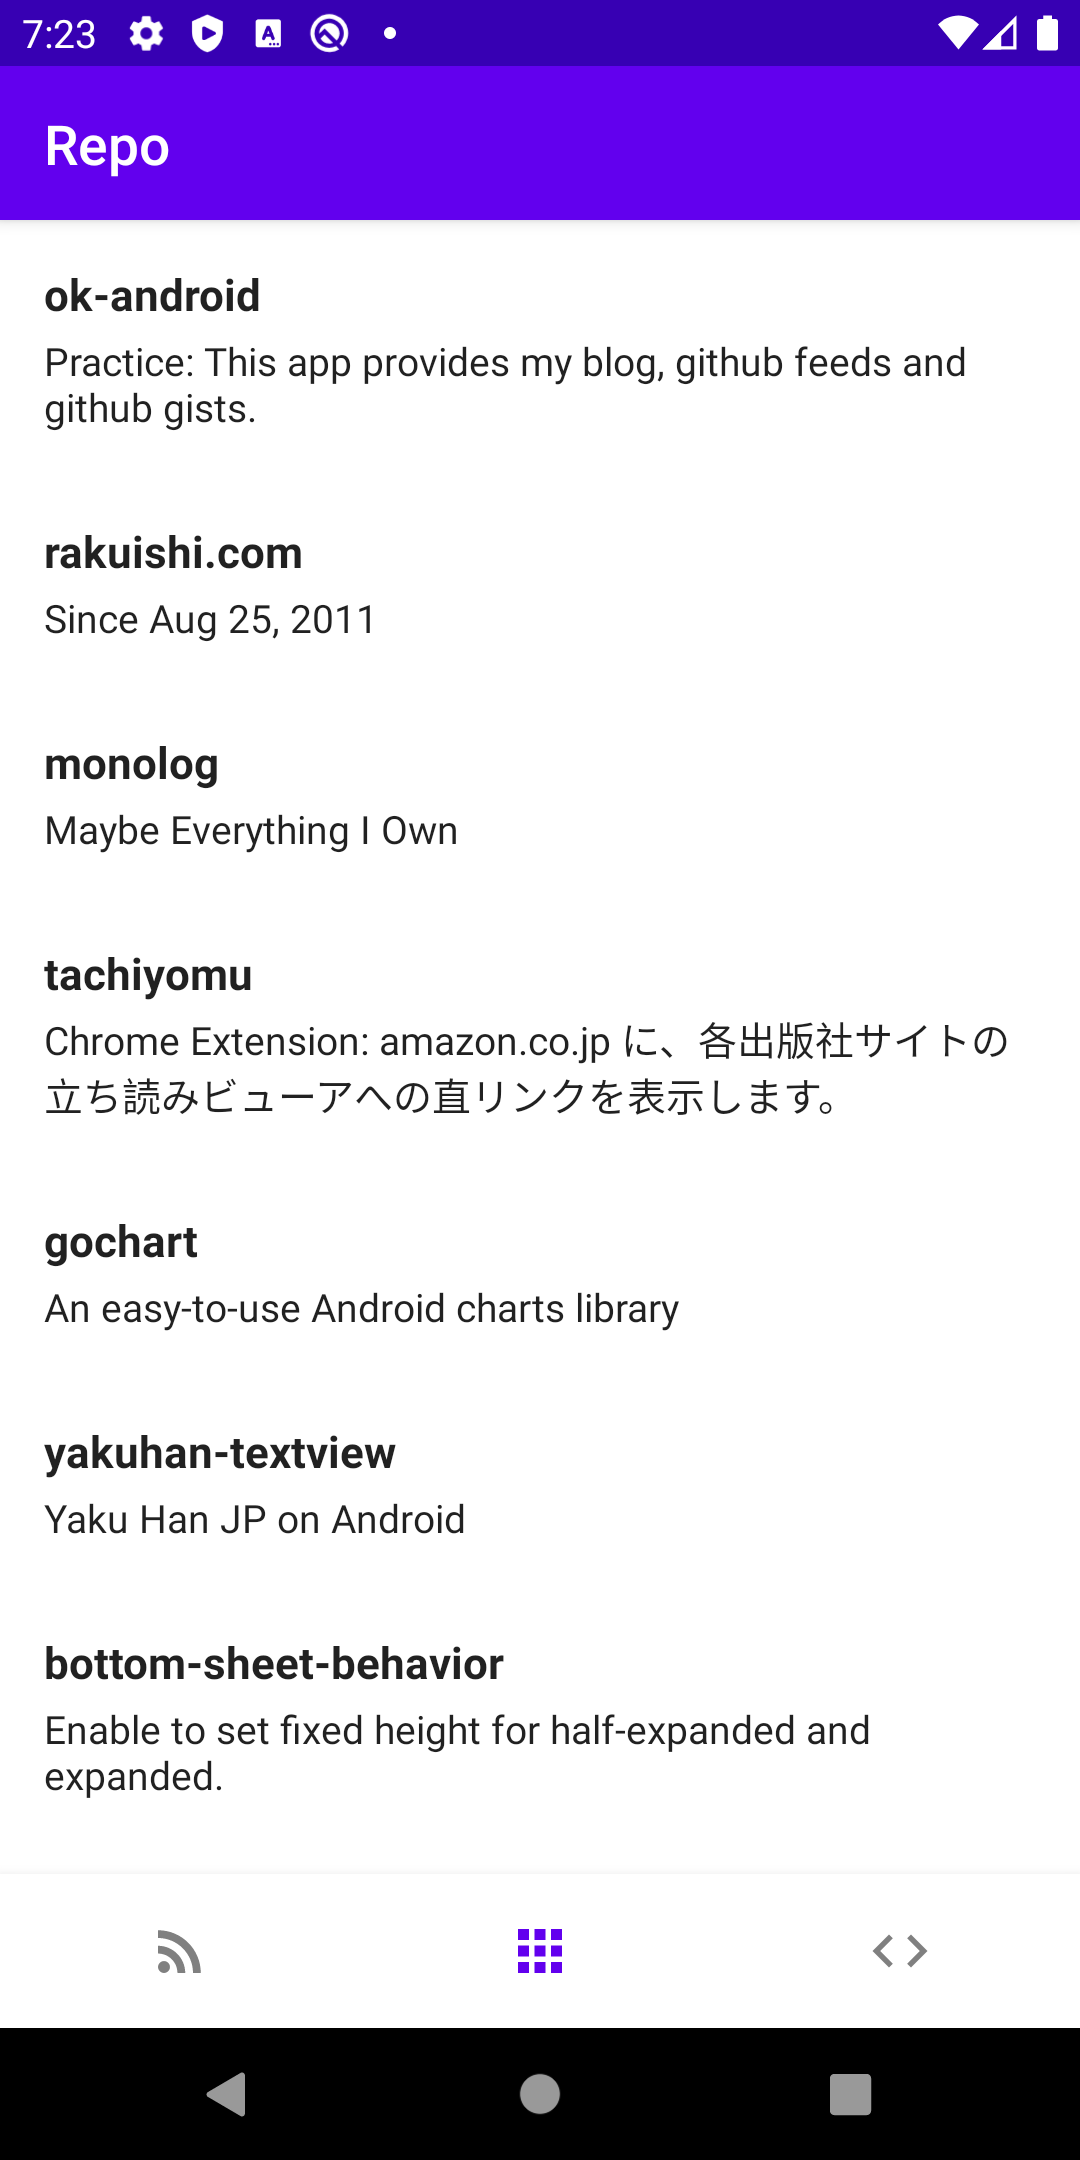 7:23
Repo
ok-android
Practice: This app provides my blog, github feeds and
github gists.
rakuishi.com
Since Aug 25, 2011
monolog
Maybe Everything I Own
tachiyomu
Chrome Extension: amazon.co.jp に、各出版社サイトの
立ち読みビューアへの直リンクを表示します。
gochart
An easy-to-use Android charts library
yakuhan-textview
Yaku Han JP on Android
bottom-sheet-behavior
Enable to set fixed height for half-expanded and
expanded.